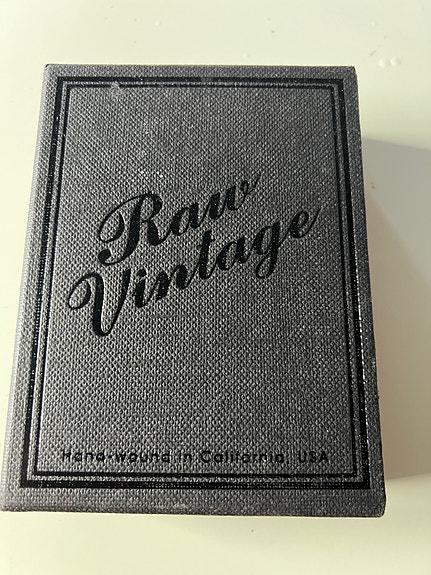 Raw
Vintage
Hand-wound in California, USA